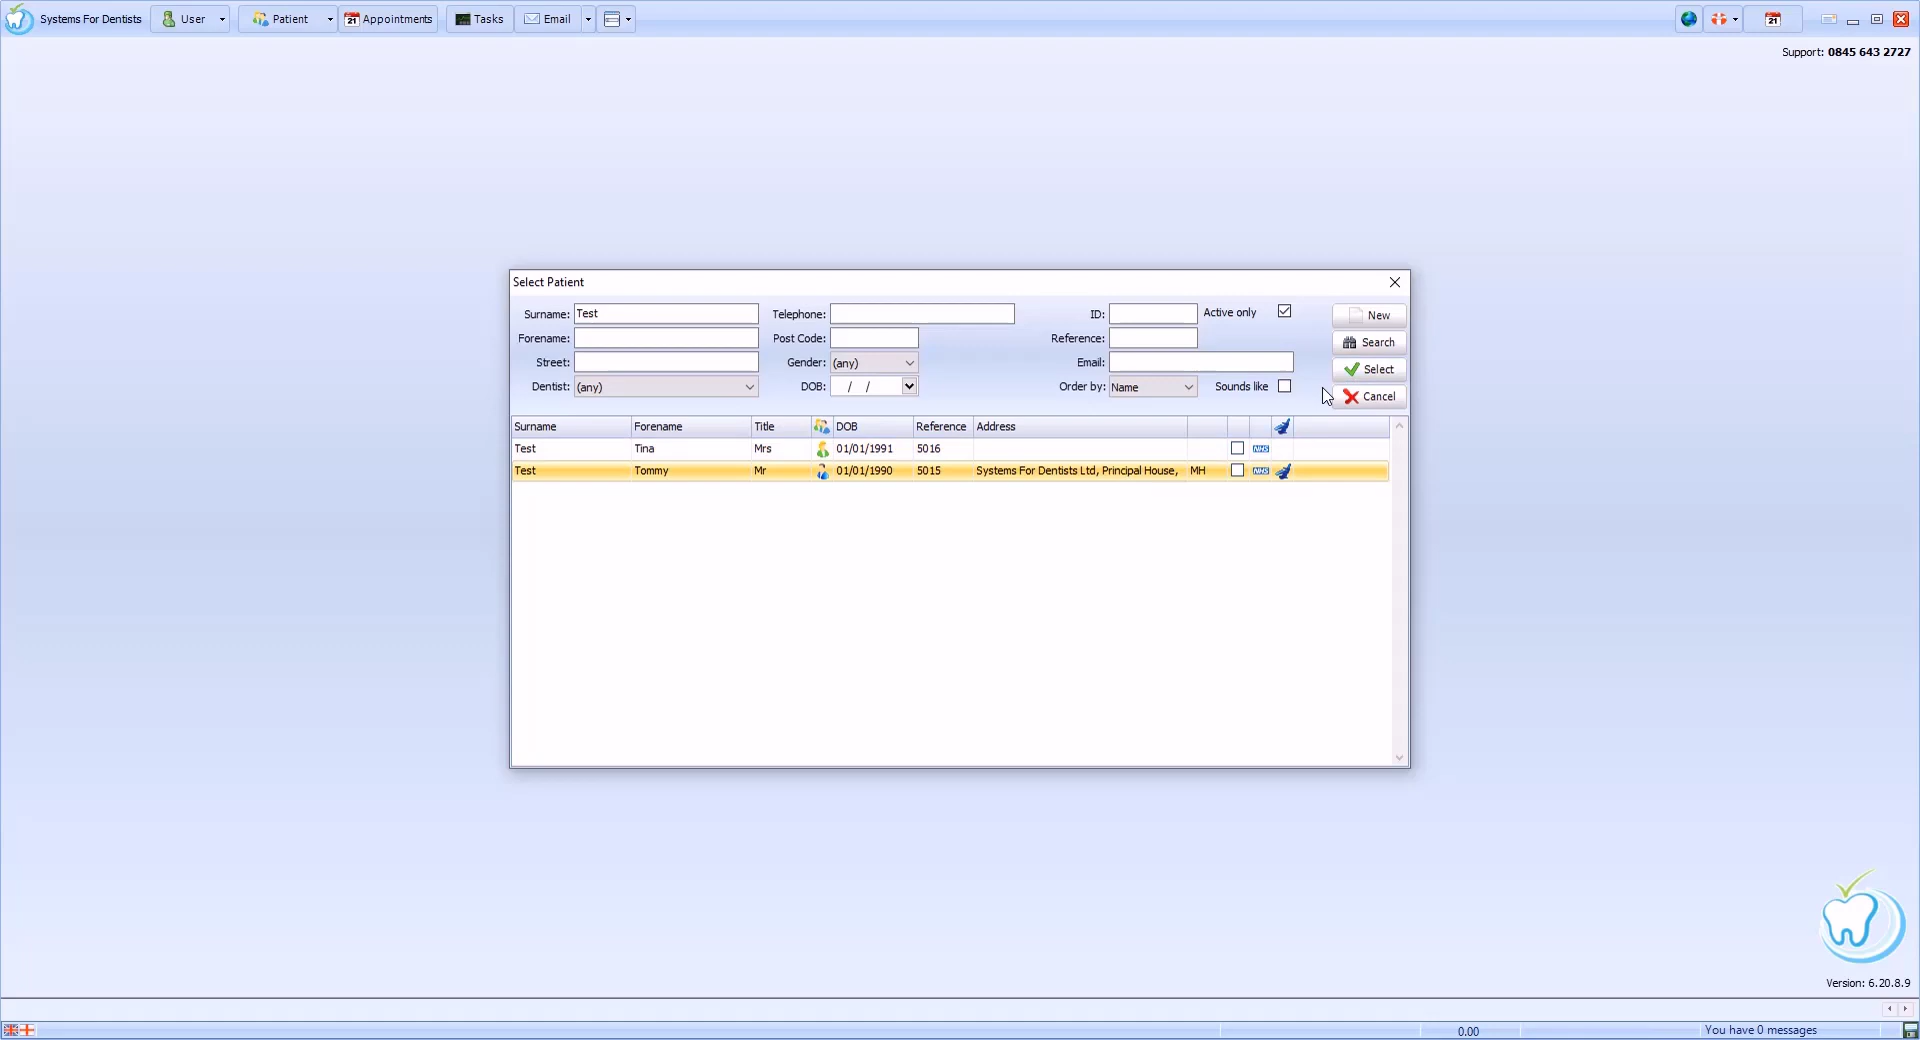 Systems For Dentists User Patient 21 Appointments Tasks Email 21
Support: 0845 643 2727
Select Patient
Surname: Test Telephone: ID: Active only New
Forename: Post Code: Reference: Search
Street: Gender: (any) Email: Select
Dentist: (any) DOB: / / Order by: Name Sounds like Cancel
Surname Forename Title DOB Reference Address
Test Tina Mrs 01/01/1991 5016 NHS
Test Tommy Mr 01/01/1990 5015 Systems For Dentists Ltd, Principal House, MH NHS
Version: 6.20.8.9
0.00 You have 0 messages